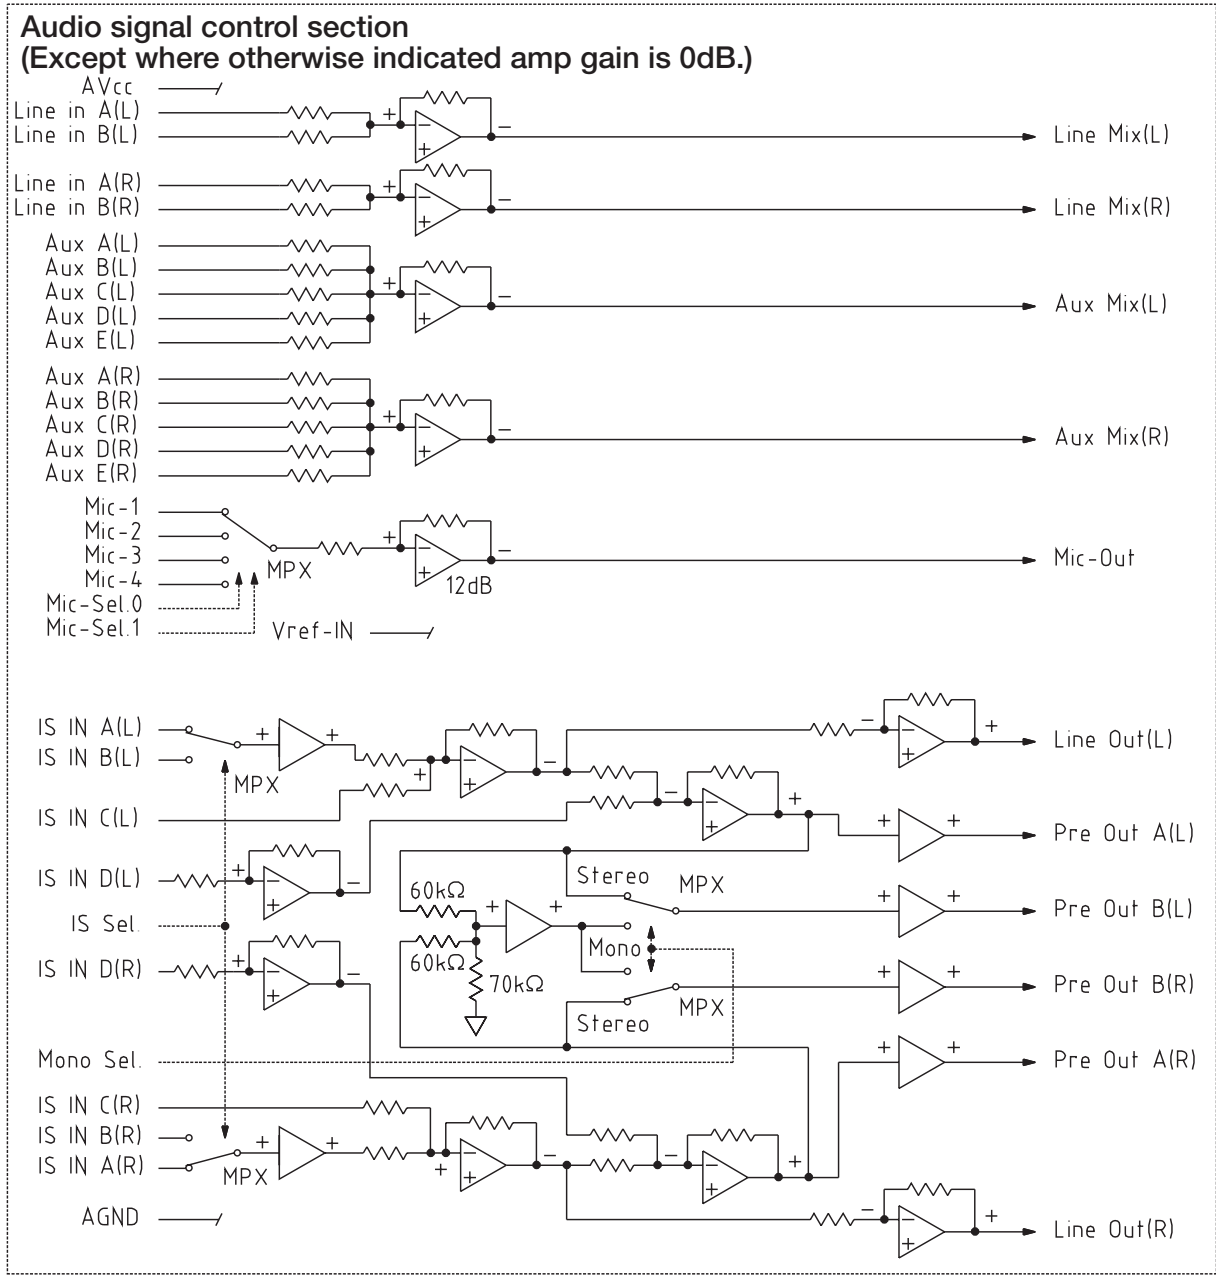 Audio signal control section
(Except where otherwise indicated amp gain is 0dB.)
AVcc
Line in A(L)
Line in B(L)
+
−
+
−
Line Mix(L)
Line in A(R)
Line in B(R)
+
−
+
−
Line Mix(R)
Aux A(L)
Aux B(L)
Aux C(L)
Aux D(L)
Aux E(L)
+
−
+
−
Aux Mix(L)
Aux A(R)
Aux B(R)
Aux C(R)
Aux D(R)
Aux E(R)
+
−
+
−
Aux Mix(R)
Mic-1
Mic-2
Mic-3
Mic-4
Mic-Sel.0
Mic-Sel.1
MPX
+
−
+
−
12dB
Mic-Out
Vref-IN
IS IN A(L)
IS IN B(L)
MPX
+
+
+
−
+
−
−
−
+
+
Line Out(L)
IS IN C(L)
−
−
+
+
+
+
Pre Out A(L)
IS IN D(L)
+
−
+
−
60kΩ
60kΩ
70kΩ
+
+
Stereo
MPX
+
+
Pre Out B(L)
IS Sel.
Mono
IS IN D(R)
+
−
+
−
Stereo
MPX
+
+
Pre Out B(R)
Mono Sel.
+
+
Pre Out A(R)
IS IN C(R)
IS IN B(R)
IS IN A(R)
MPX
+
+
+
−
+
−
−
−
+
+
AGND
−
−
+
+
Line Out(R)